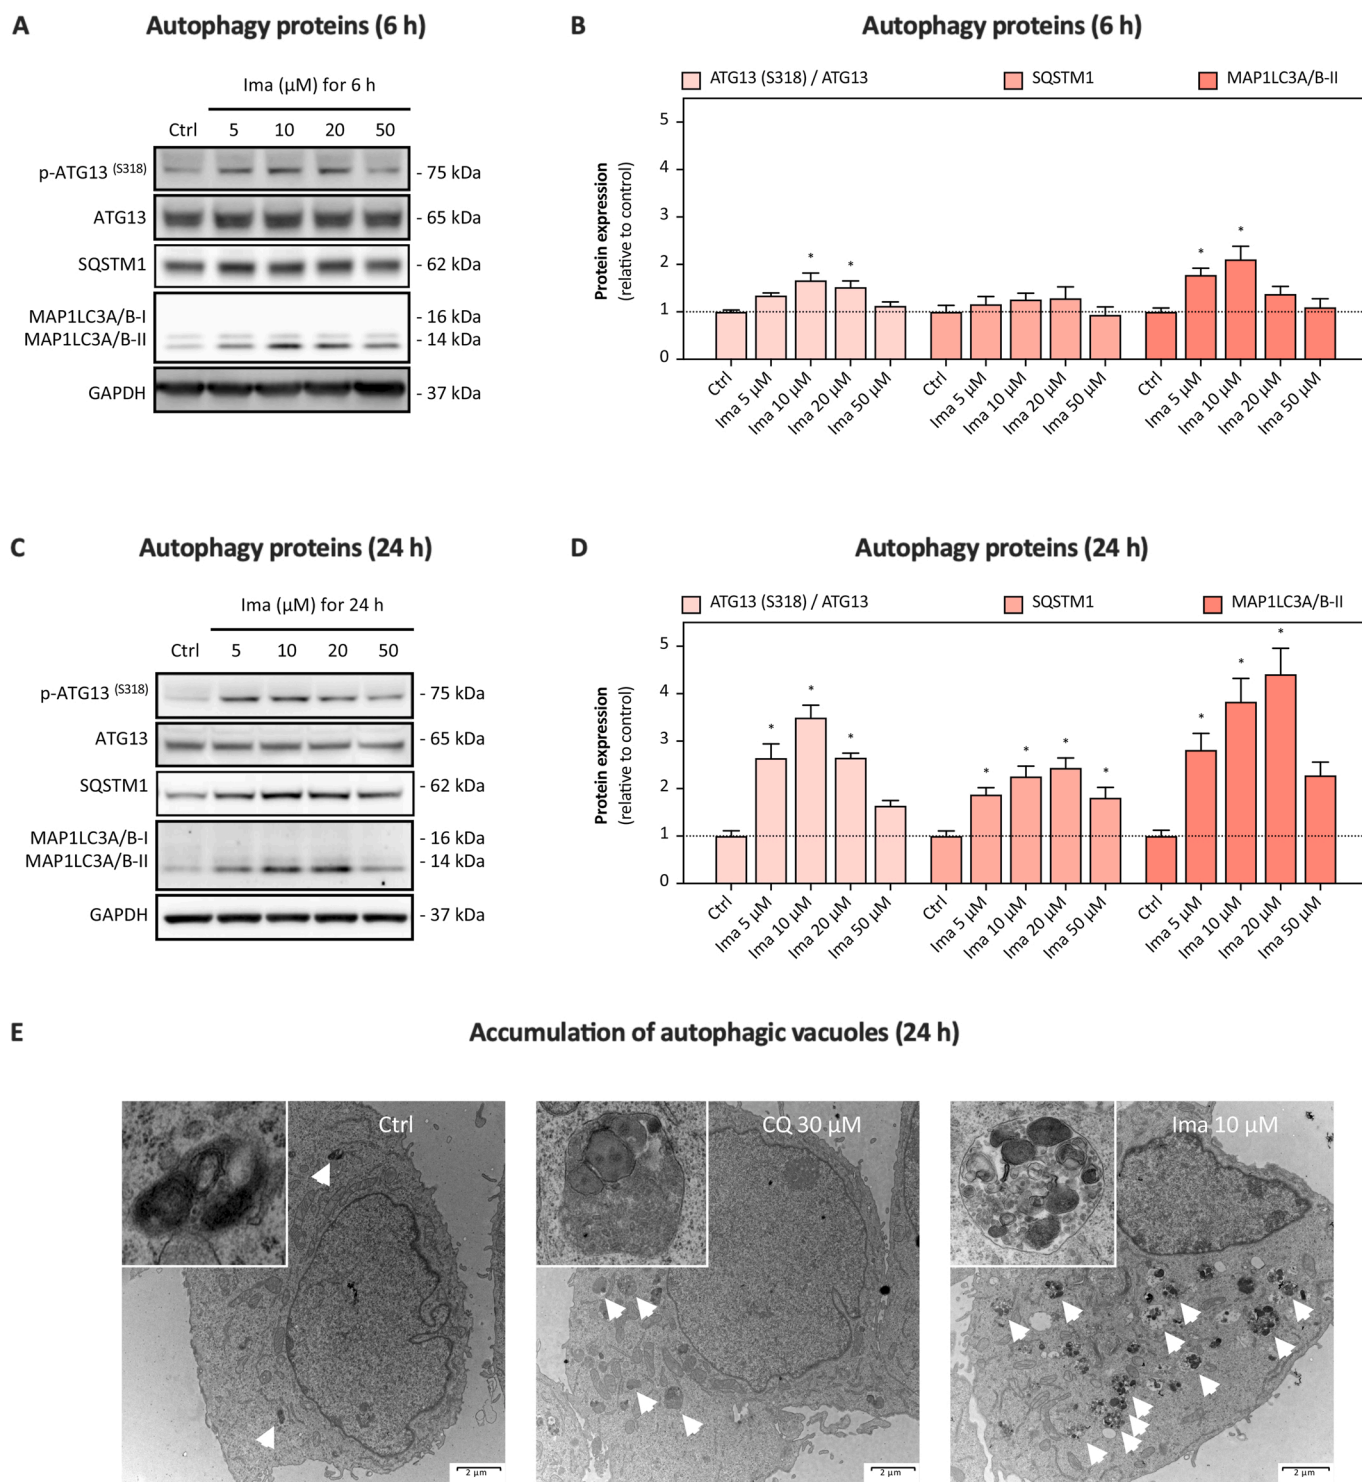 A
Autophagy proteins (6 h)
Ima (µM) for 6 h
Ctrl 5 10 20 50
p-ATG13 (S318) - 75 kDa
ATG13 - 65 kDa
SQSTM1 - 62 kDa
MAP1LC3A/B-I - 16 kDa
MAP1LC3A/B-II - 14 kDa
GAPDH - 37 kDa
B
Autophagy proteins (6 h)
ATG13 (S318) / ATG13 SQSTM1 MAP1LC3A/B-II
Protein expression
(relative to control)
5
4
3
2
1
0
* * * *
Ctrl Ima 5 µM Ima 10 µM Ima 20 µM Ima 50 µM Ctrl Ima 5 µM Ima 10 µM Ima 20 µM Ima 50 µM Ctrl Ima 5 µM Ima 10 µM Ima 20 µM Ima 50 µM
C
Autophagy proteins (24 h)
Ima (µM) for 24 h
Ctrl 5 10 20 50
p-ATG13 (S318) - 75 kDa
ATG13 - 65 kDa
SQSTM1 - 62 kDa
MAP1LC3A/B-I - 16 kDa
MAP1LC3A/B-II - 14 kDa
GAPDH - 37 kDa
D
Autophagy proteins (24 h)
ATG13 (S318) / ATG13 SQSTM1 MAP1LC3A/B-II
Protein expression
(relative to control)
5
4
3
2
1
0
* * * * * * * * * *
Ctrl Ima 5 µM Ima 10 µM Ima 20 µM Ima 50 µM Ctrl Ima 5 µM Ima 10 µM Ima 20 µM Ima 50 µM Ctrl Ima 5 µM Ima 10 µM Ima 20 µM Ima 50 µM
E
Accumulation of autophagic vacuoles (24 h)
Ctrl CQ 30 µM Ima 10 µM
2 µm 2 µm 2 µm